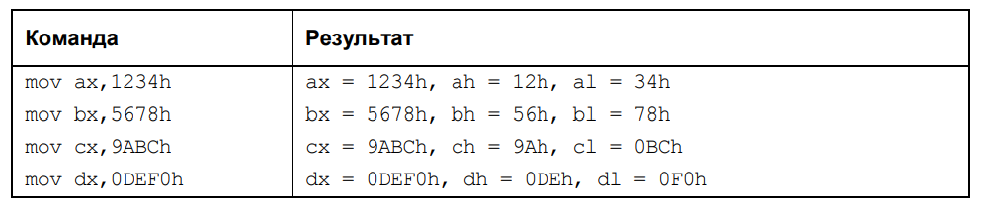 Команда Результат
mov ax,1234h ax = 1234h, ah = 12h, al = 34h
mov bx,5678h bx = 5678h, bh = 56h, bl = 78h
mov cx,9ABCh cx = 9ABCh, ch = 9Ah, cl = 0BCh
mov dx,0DEF0h dx = 0DEF0h, dh = 0DEh, dl = 0F0h